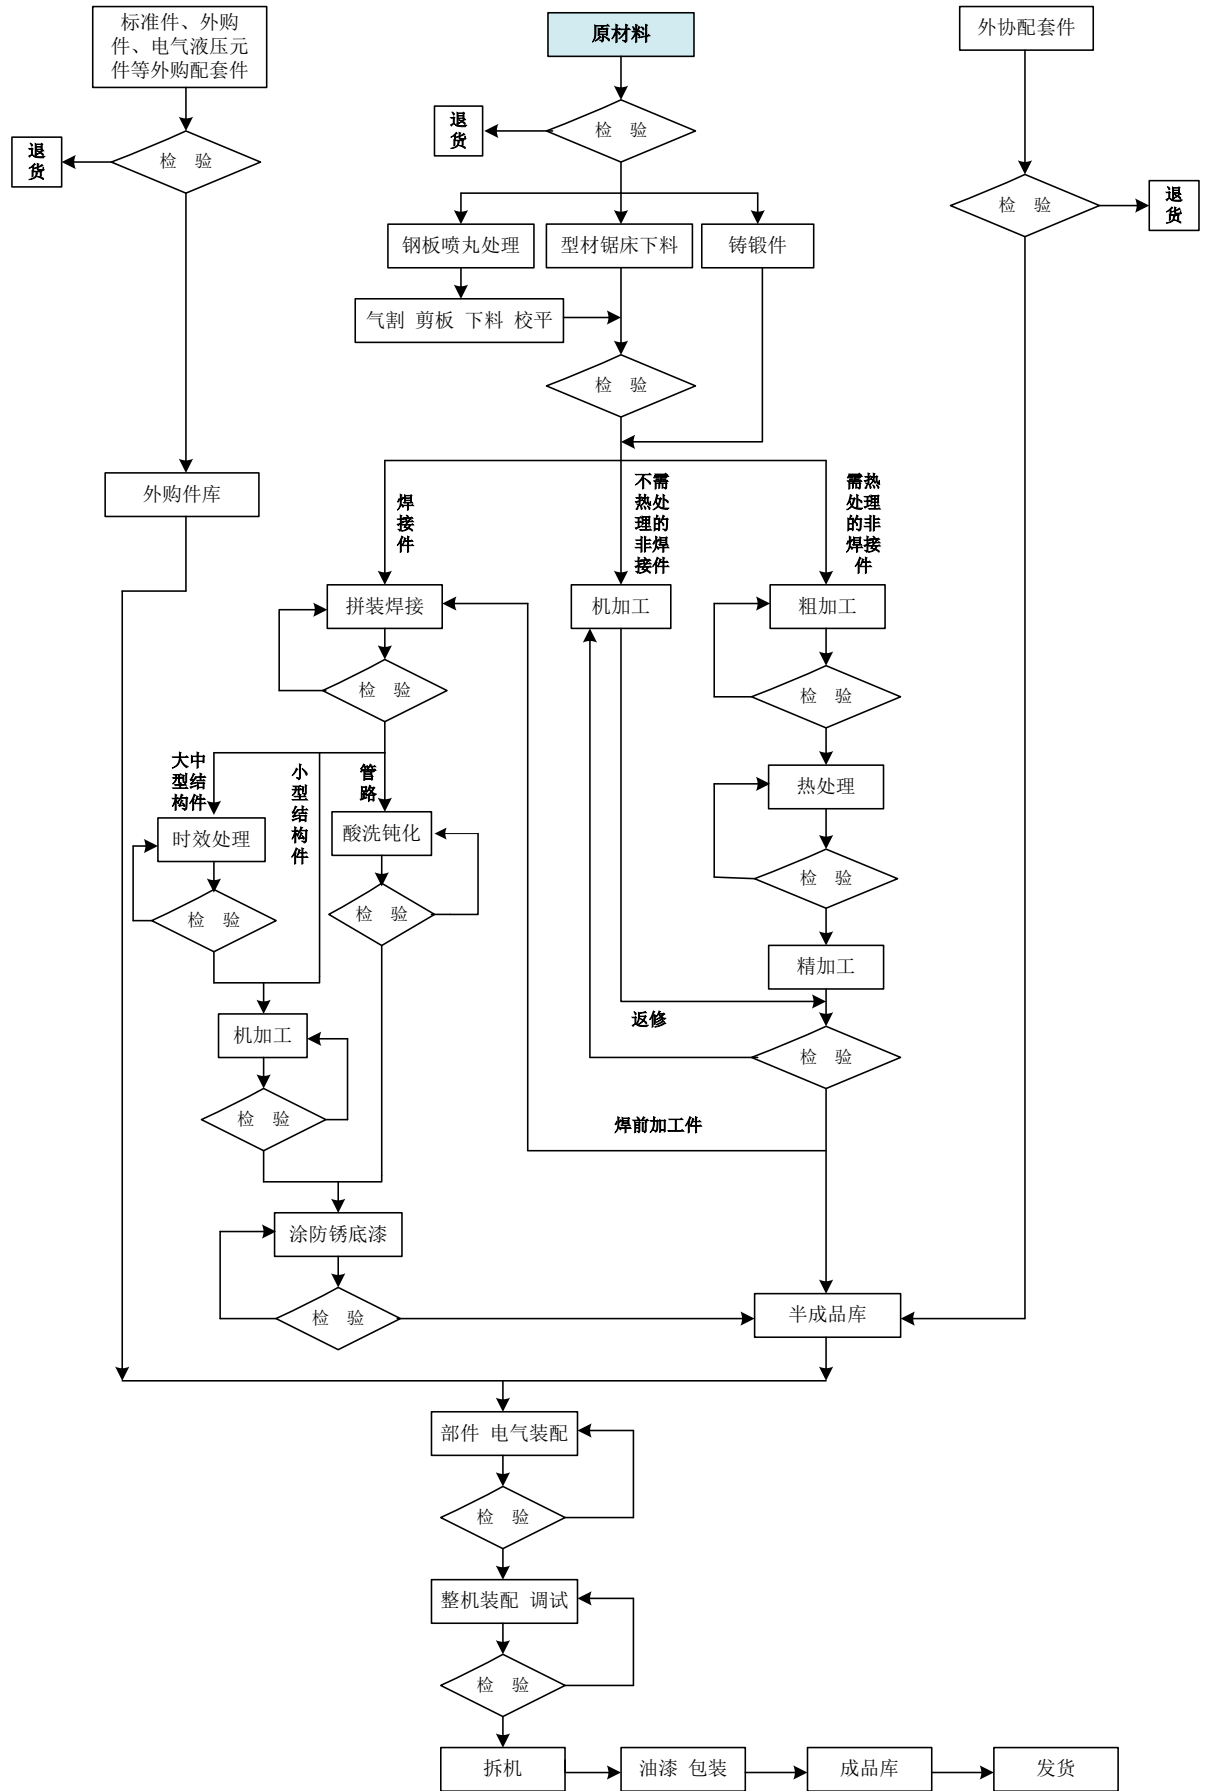 标准件、外购
件、电气液压元
件等外购配套件
原材料
外协配套件
退
货
检 验
退
货
检 验
检 验
退
货
钢板喷丸处理
型材锯床下料
铸锻件
气割 剪板 下料 校平
检 验
外购件库
焊
接
件
不需
热处
理的
非焊
接件
需热
处理
的非
焊接
件
拼装焊接
机加工
粗加工
检 验
检 验
大中
型结
构件
小
型
结
构
件
管
路
热处理
时效处理
酸洗钝化
检 验
检 验
检 验
精加工
返修
机加工
检 验
检 验
焊前加工件
涂防锈底漆
检 验
半成品库
部件 电气装配
检 验
整机装配 调试
检 验
拆机
油漆 包装
成品库
发货